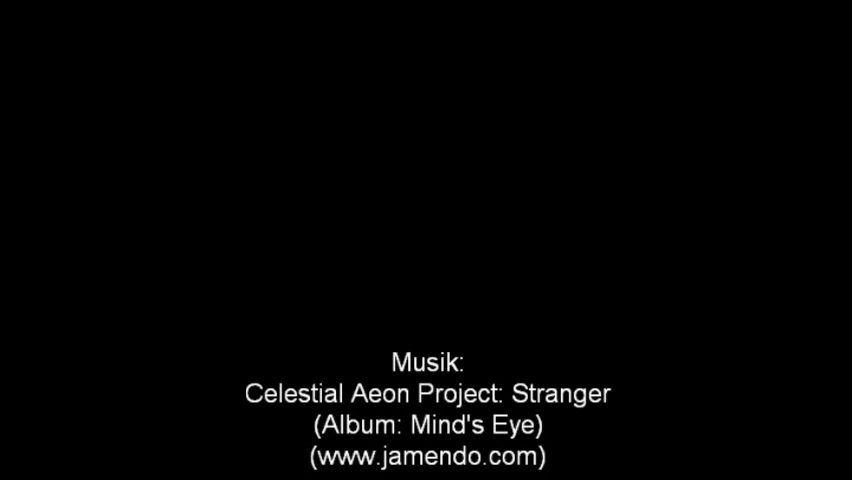 Musik:
Celestial Aeon Project: Stranger
(Album: Mind's Eye)
(www.jamendo.com)